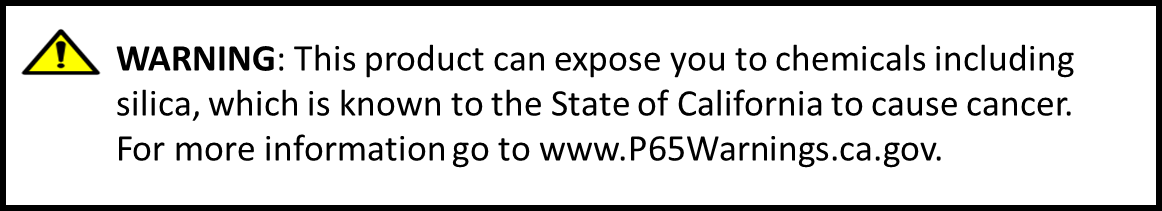 WARNING: This product can expose you to chemicals including
silica, which is known to the State of California to cause cancer.
For more information go to www.P65Warnings.ca.gov.